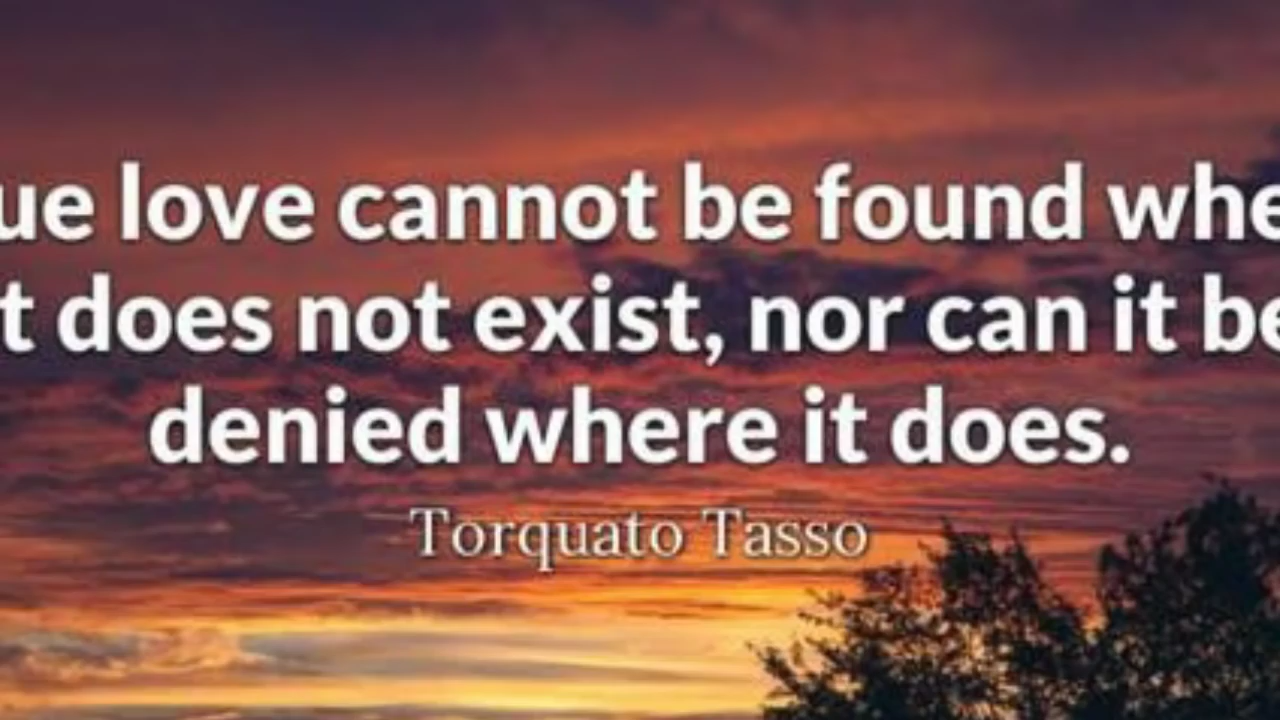 ue love cannot be found whe
t does not exist, nor can it be
denied where it does.
Torquato Tasso